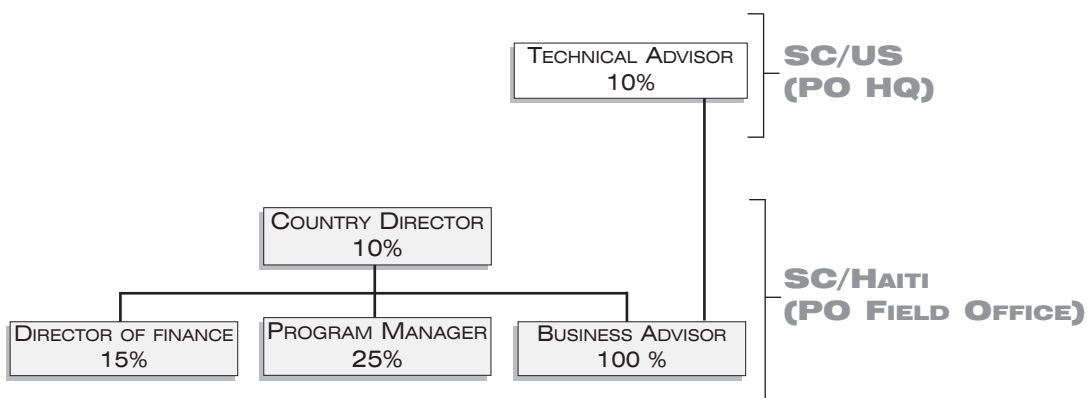 Technical Advisor
10%
SC/US
(PO HQ)
Country Director
10%
SC/Haiti
(PO Field Office)
Director of finance
15%
Program Manager
25%
Business Advisor
100 %